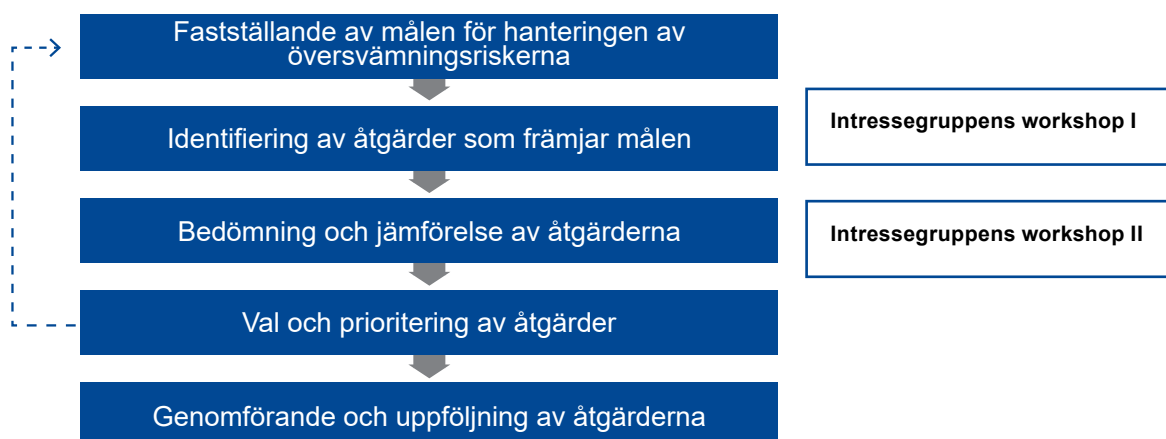 Fastställande av målen för hanteringen av
översvämningsriskerna
Identifiering av åtgärder som främjar målen
Intressegruppens workshop I
Bedömning och jämförelse av åtgärderna
Intressegruppens workshop II
Val och prioritering av åtgärder
Genomförande och uppföljning av åtgärderna